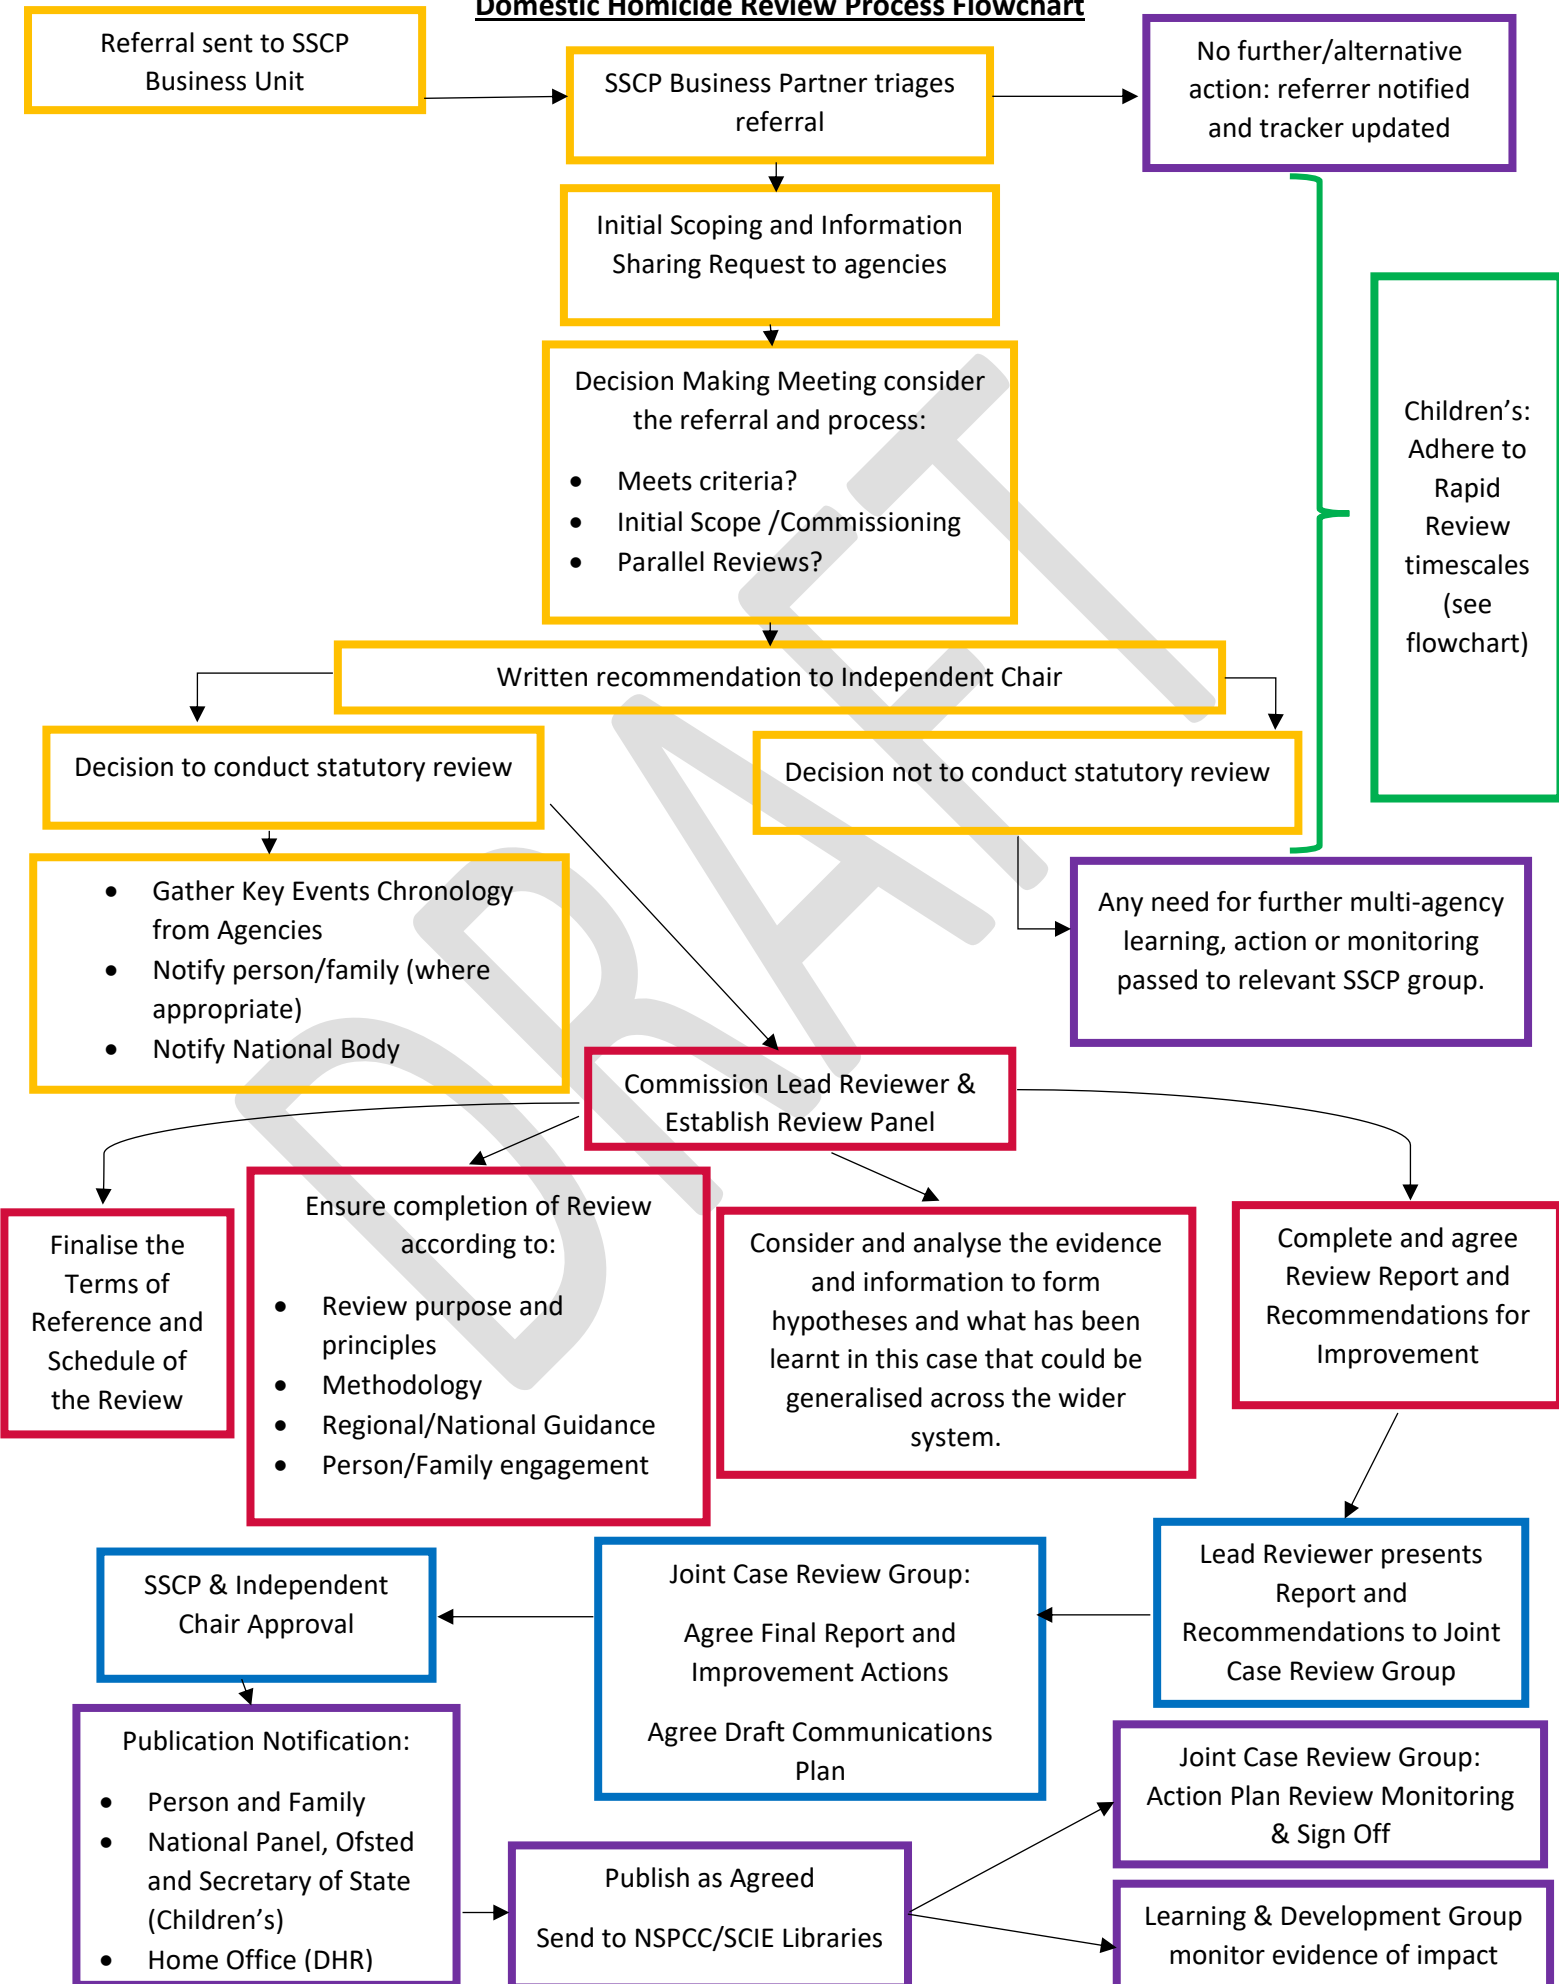 Domestic Homicide Review Process Flowchart
Referral sent to SSCP
Business Unit
SSCP Business Partner triages
referral
No further/alternative
action: referrer notified
and tracker updated
Initial Scoping and Information
Sharing Request to agencies
Children’s:
Adhere to
Rapid
Review
timescales
(see
flowchart)
Decision Making Meeting consider
the referral and process:
• Meets criteria?
• Initial Scope /Commissioning
• Parallel Reviews?
Written recommendation to Independent Chair
Decision to conduct statutory review
Decision not to conduct statutory review
• Gather Key Events Chronology
from Agencies
• Notify person/family (where
appropriate)
• Notify National Body
Any need for further multi-agency
learning, action or monitoring
passed to relevant SSCP group.
Commission Lead Reviewer &
Establish Review Panel
Finalise the
Terms of
Reference and
Schedule of
the Review
Ensure completion of Review
according to:
• Review purpose and
principles
• Methodology
• Regional/National Guidance
• Person/Family engagement
Consider and analyse the evidence
and information to form
hypotheses and what has been
learnt in this case that could be
generalised across the wider
system.
Complete and agree
Review Report and
Recommendations for
Improvement
Lead Reviewer presents
Report and
Recommendations to Joint
Case Review Group
Joint Case Review Group:
Agree Final Report and
Improvement Actions
Agree Draft Communications
Plan
SSCP & Independent
Chair Approval
Publication Notification:
• Person and Family
• National Panel, Ofsted
and Secretary of State
(Children’s)
• Home Office (DHR)
Publish as Agreed
Send to NSPCC/SCIE Libraries
Joint Case Review Group:
Action Plan Review Monitoring
& Sign Off
Learning & Development Group
monitor evidence of impact
DRAFT